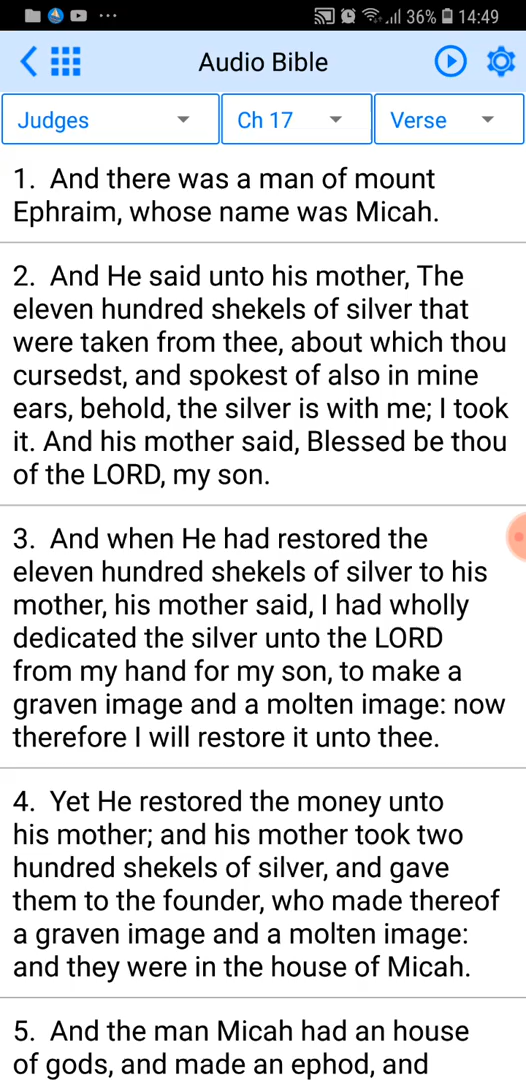 36% 14:49
Audio Bible
Judges Ch 17 Verse
1. And there was a man of mount
Ephraim, whose name was Micah.
2. And He said unto his mother, The
eleven hundred shekels of silver that
were taken from thee, about which thou
cursedst, and spokest of also in mine
ears, behold, the silver is with me; I took
it. And his mother said, Blessed be thou
of the LORD, my son.
3. And when He had restored the
eleven hundred shekels of silver to his
mother, his mother said, I had wholly
dedicated the silver unto the LORD
from my hand for my son, to make a
graven image and a molten image: now
therefore I will restore it unto thee.
4. Yet He restored the money unto
his mother; and his mother took two
hundred shekels of silver, and gave
them to the founder, who made thereof
a graven image and a molten image:
and they were in the house of Micah.
5. And the man Micah had an house
of gods, and made an ephod, and